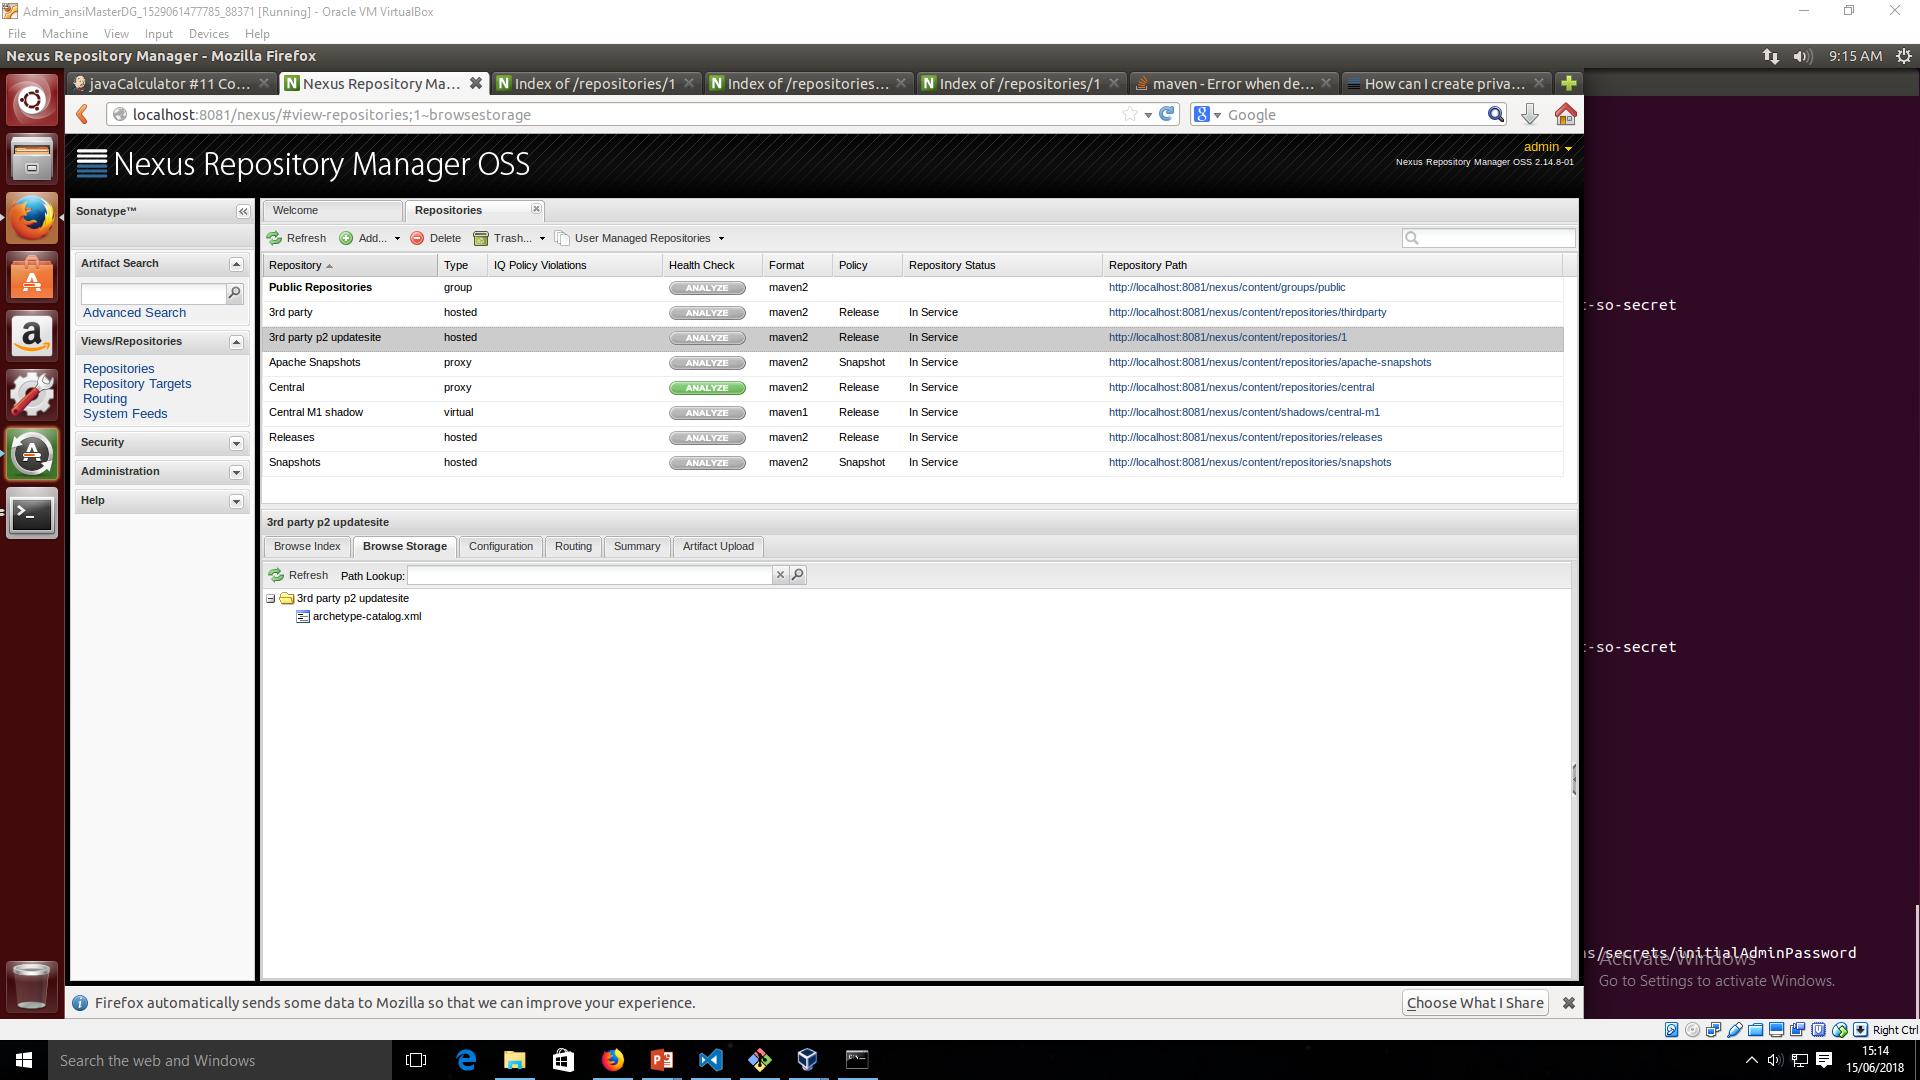 Admin_ansiMasterDG_1529061477785_88371 [Running] - Oracle VM VirtualBox
File Machine View Input Devices Help
Nexus Repository Manager - Mozilla Firefox
9:15 AM
javaCalculator #11 Co...
Nexus Repository Ma...
Index of /repositories/1
Index of /repositories...
Index of /repositories/1
maven - Error when de...
How can I create priva...
localhost:8081/nexus/#view-repositories;1~browsestorage
Google
Nexus Repository Manager OSS
admin
Nexus Repository Manager OSS 2.14.8-01
Sonatype™
Artifact Search
Advanced Search
Views/Repositories
Repositories
Repository Targets
Routing
System Feeds
Security
Administration
Help
Welcome
Repositories
Refresh Add... Delete Trash... User Managed Repositories
Repository Type IQ Policy Violations Health Check Format Policy Repository Status Repository Path
Public Repositories group ANALYZE maven2 http://localhost:8081/nexus/content/groups/public
3rd party hosted ANALYZE maven2 Release In Service http://localhost:8081/nexus/content/repositories/thirdparty
3rd party p2 updatesite hosted ANALYZE maven2 Release In Service http://localhost:8081/nexus/content/repositories/1
Apache Snapshots proxy ANALYZE maven2 Snapshot In Service http://localhost:8081/nexus/content/repositories/apache-snapshots
Central proxy ANALYZE maven2 Release In Service http://localhost:8081/nexus/content/repositories/central
Central M1 shadow virtual ANALYZE maven1 Release In Service http://localhost:8081/nexus/content/shadows/central-m1
Releases hosted ANALYZE maven2 Release In Service http://localhost:8081/nexus/content/repositories/releases
Snapshots hosted ANALYZE maven2 Snapshot In Service http://localhost:8081/nexus/content/repositories/snapshots
3rd party p2 updatesite
Browse Index Browse Storage Configuration Routing Summary Artifact Upload
Refresh Path Lookup:
3rd party p2 updatesite
archetype-catalog.xml
-so-secret
-so-secret
s/secrets/initialAdminPassword
Activate Windows
Go to Settings to activate Windows.
Firefox automatically sends some data to Mozilla so that we can improve your experience.
Choose What I Share
Right Ctrl
Search the web and Windows
15:14
15/06/2018